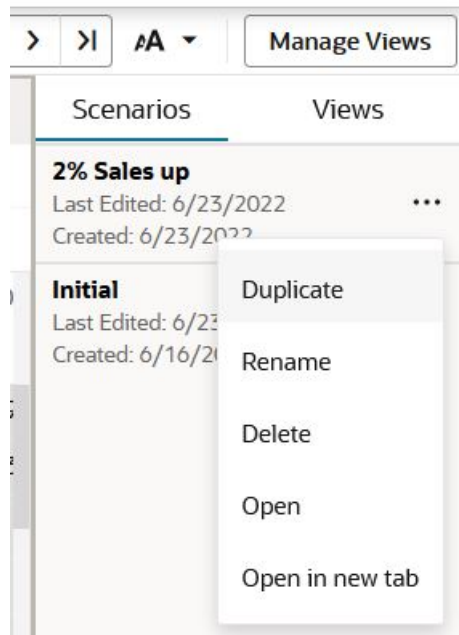 AA
Manage Views
Scenarios Views
2% Sales up
Last Edited: 6/23/2022
Created: 6/23/2022
Initial
Last Edited: 6/23
Created: 6/16/20
Duplicate
Rename
Delete
Open
Open in new tab